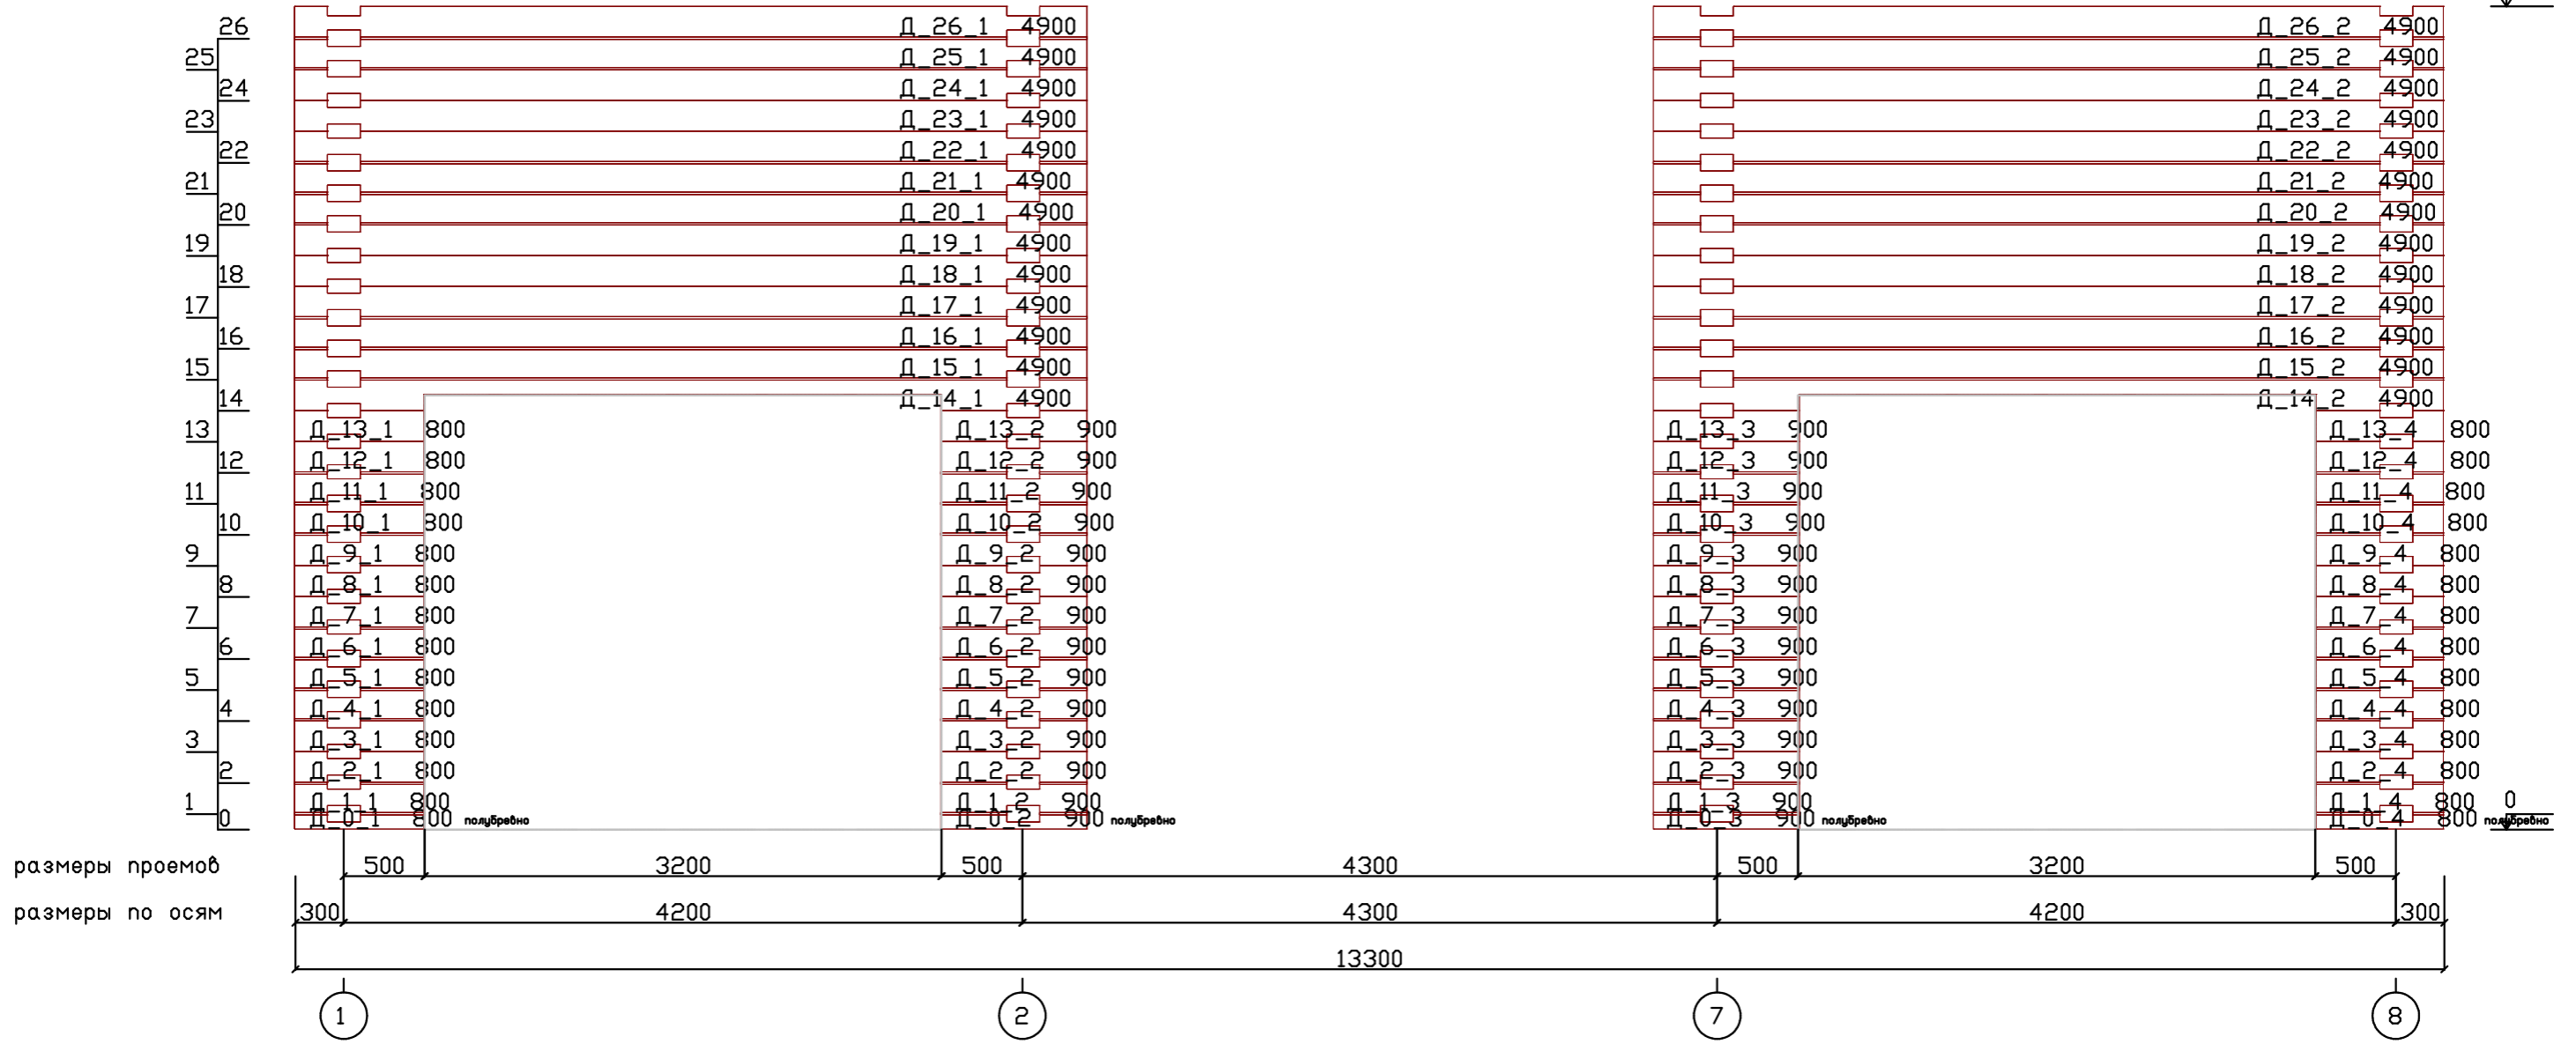 26 Д_26_1 4900 Д_26_2 4900
25 Д_25_1 4900 Д_25_2 4900
24 Д_24_1 4900 Д_24_2 4900
23 Д_23_1 4900 Д_23_2 4900
22 Д_22_1 4900 Д_22_2 4900
21 Д_21_1 4900 Д_21_2 4900
20 Д_20_1 4900 Д_20_2 4900
19 Д_19_1 4900 Д_19_2 4900
18 Д_18_1 4900 Д_18_2 4900
17 Д_17_1 4900 Д_17_2 4900
16 Д_16_1 4900 Д_16_2 4900
15 Д_15_1 4900 Д_15_2 4900
14 Д_14_1 4900 Д_14_2 4900
13 Д_13_1 800 Д_13_2 900 Д_13_3 900 Д_13_4 800
12 Д_12_1 800 Д_12_2 900 Д_12_3 900 Д_12_4 800
11 Д_11_1 800 Д_11_2 900 Д_11_3 900 Д_11_4 800
10 Д_10_1 800 Д_10_2 900 Д_10_3 900 Д_10_4 800
9 Д_9_1 800 Д_9_2 900 Д_9_3 900 Д_9_4 800
8 Д_8_1 800 Д_8_2 900 Д_8_3 900 Д_8_4 800
7 Д_7_1 800 Д_7_2 900 Д_7_3 900 Д_7_4 800
6 Д_6_1 800 Д_6_2 900 Д_6_3 900 Д_6_4 800
5 Д_5_1 800 Д_5_2 900 Д_5_3 900 Д_5_4 800
4 Д_4_1 800 Д_4_2 900 Д_4_3 900 Д_4_4 800
3 Д_3_1 800 Д_3_2 900 Д_3_3 900 Д_3_4 800
2 Д_2_1 800 Д_2_2 900 Д_2_3 900 Д_2_4 800
1 Д_1_1 800 Д_1_2 900 Д_1_3 900 Д_1_4 800 0
0 Д_0_1 800 полубревно Д_0_2 900 полубревно Д_0_3 900 полубревно Д_0_4 800 полубревно
размеры проемов 500 3200 500 4300 500 3200 500
размеры по осям 300 4200 4300 4200 300
13300
1 2 7 8